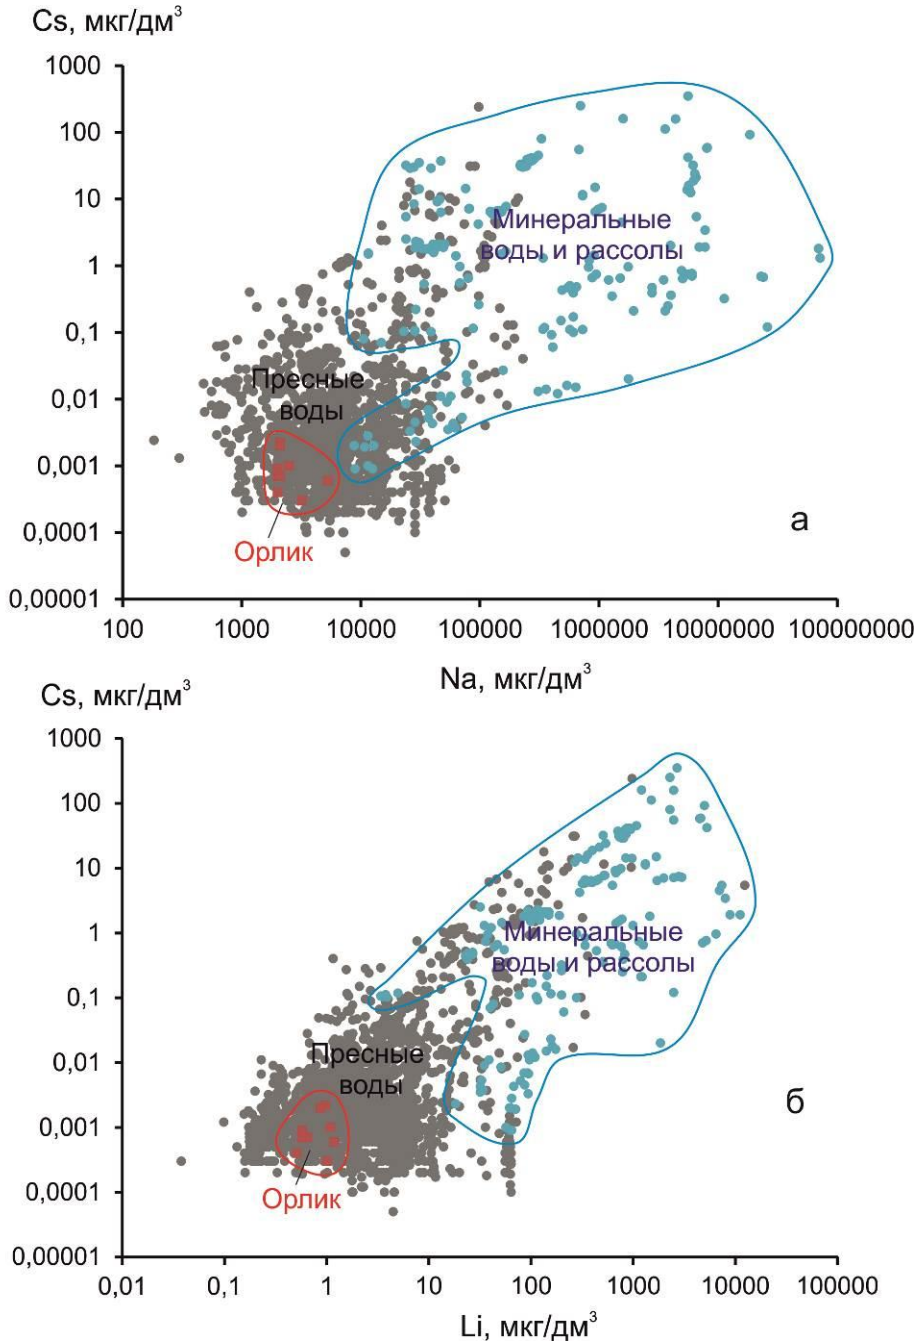 Cs, мкг/дм³
1000
100
10
1
0,1
0,01
0,001
0,0001
0,00001
Минеральные
воды и рассолы
Пресные
воды
Орлик
а
100 1000 10000 100000 1000000 10000000 100000000
Na, мкг/дм³
Cs, мкг/дм³
1000
100
10
1
0,1
0,01
0,001
0,0001
0,00001
Минеральные
воды и рассолы
Пресные
воды
Орлик
б
0,01 0,1 1 10 100 1000 10000 100000
Li, мкг/дм³